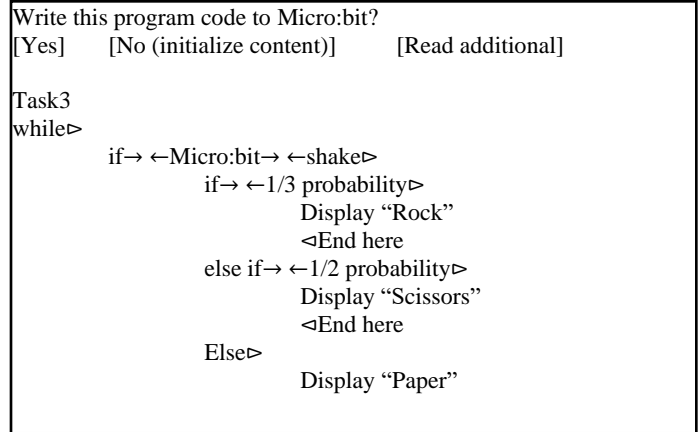 Write this program code to Micro:bit?
[Yes] [No (initialize content)] [Read additional]
Task3
while⊳
if→ ←Micro:bit→ ←shake⊳
if→ ←1/3 probability⊳
Display “Rock”
⊲End here
else if→ ←1/2 probability⊳
Display “Scissors”
⊲End here
Else⊳
Display “Paper”